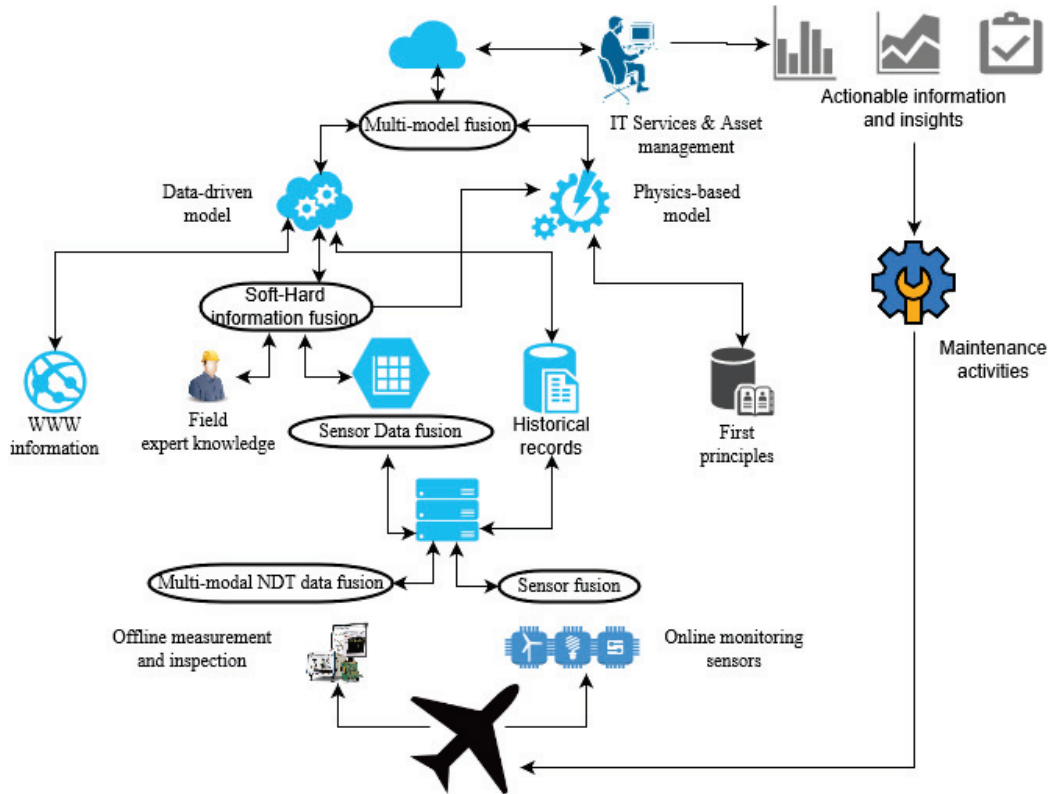 Multi-model fusion
IT Services & Asset
management
Actionable information
and insights
Data-driven
model
Physics-based
model
Soft-Hard
information fusion
Maintenance
activities
WWW
information
Field
expert knowledge
Sensor Data fusion
Historical
records
First
principles
Multi-modal NDT data fusion
Sensor fusion
Offline measurement
and inspection
Online monitoring
sensors